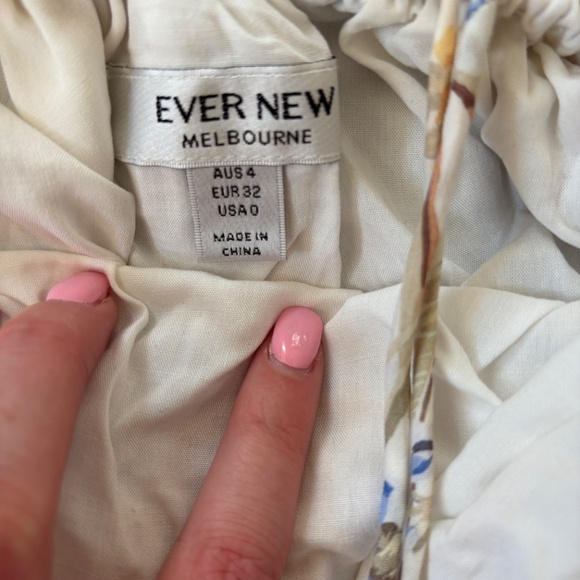 EVER NEW
MELBOURNE
AUS 4
EUR 32
USA 0
MADE IN
CHINA